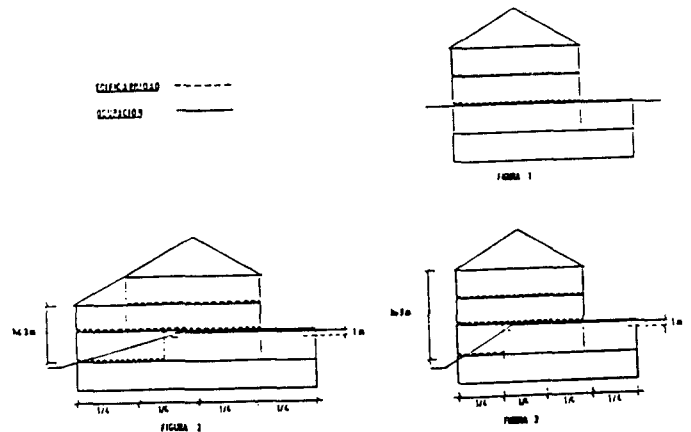 EDIFICABILIDAD
OCUPACIÓN
FIGURA 1
1 m
1/4 1/4 1/4 1/4
FIGURA 2
1 m
1/4 1/4 1/4 1/4
FIGURA 3